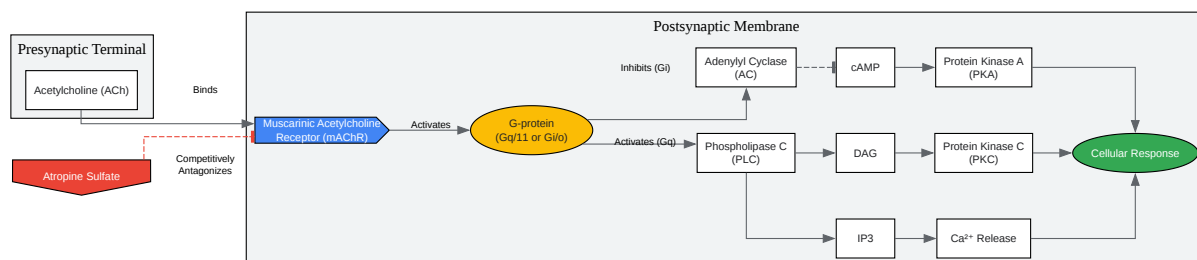 Postsynaptic Membrane
Presynaptic Terminal
Acetylcholine (ACh)
Binds
Muscarinic Acetylcholine
Receptor (mAChR)
Activates
G-protein
(Gq/11 or Gi/o)
Inhibits (Gi)
Adenylyl Cyclase
(AC)
cAMP
Protein Kinase A
(PKA)
Activates (Gq)
Phospholipase C
(PLC)
DAG
Protein Kinase C
(PKC)
Cellular Response
Competitively
Antagonizes
Atropine Sulfate
IP3
Ca²⁺ Release